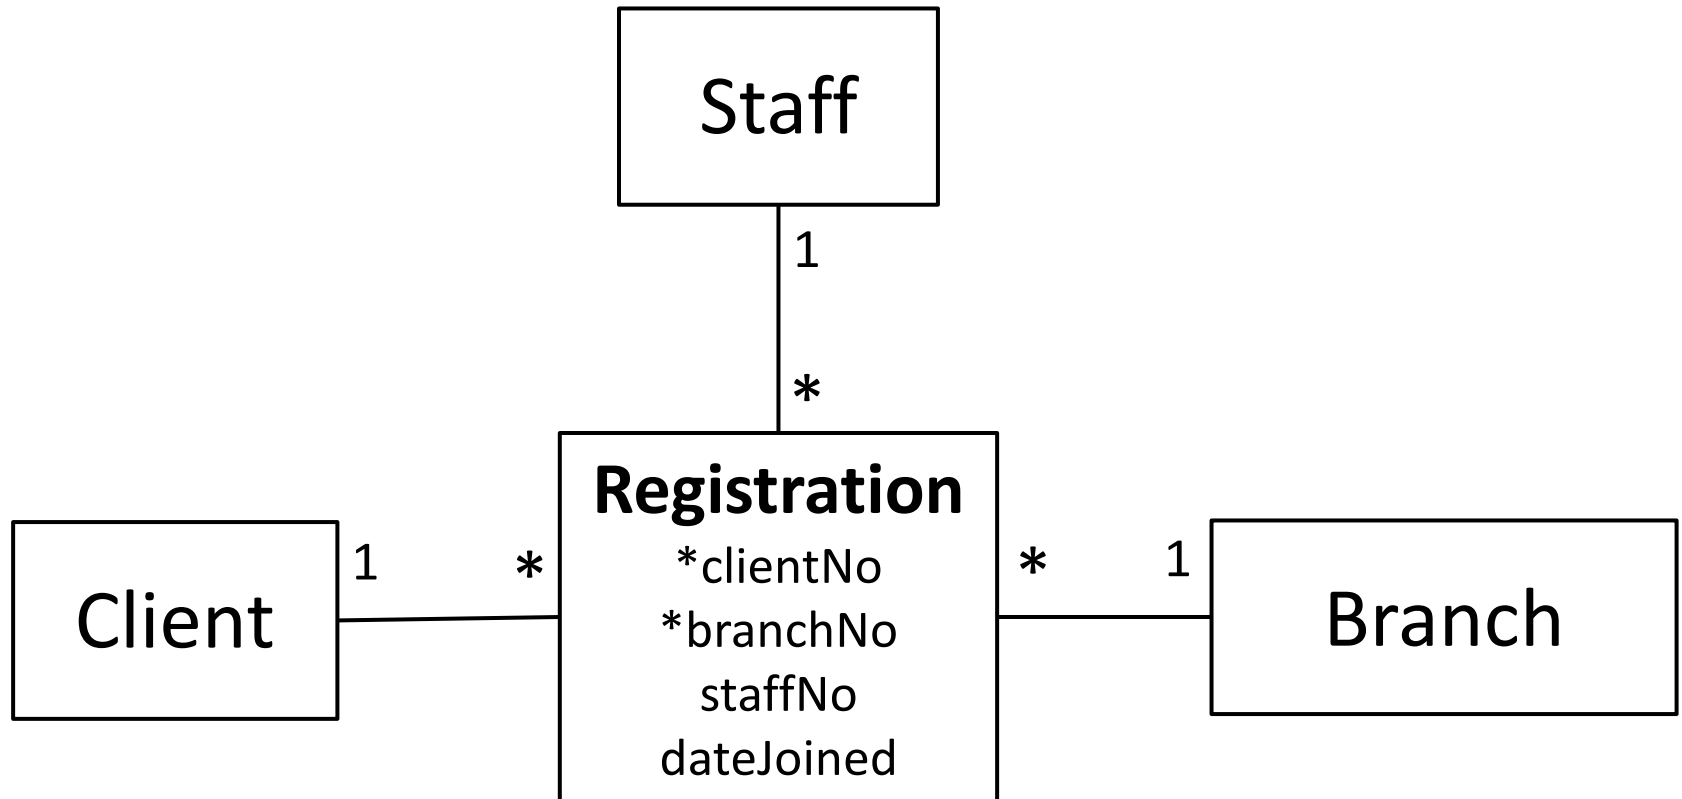 Staff
1
*
Registration
*clientNo
*branchNo
staffNo
dateJoined
Client
1
*
*
1
Branch